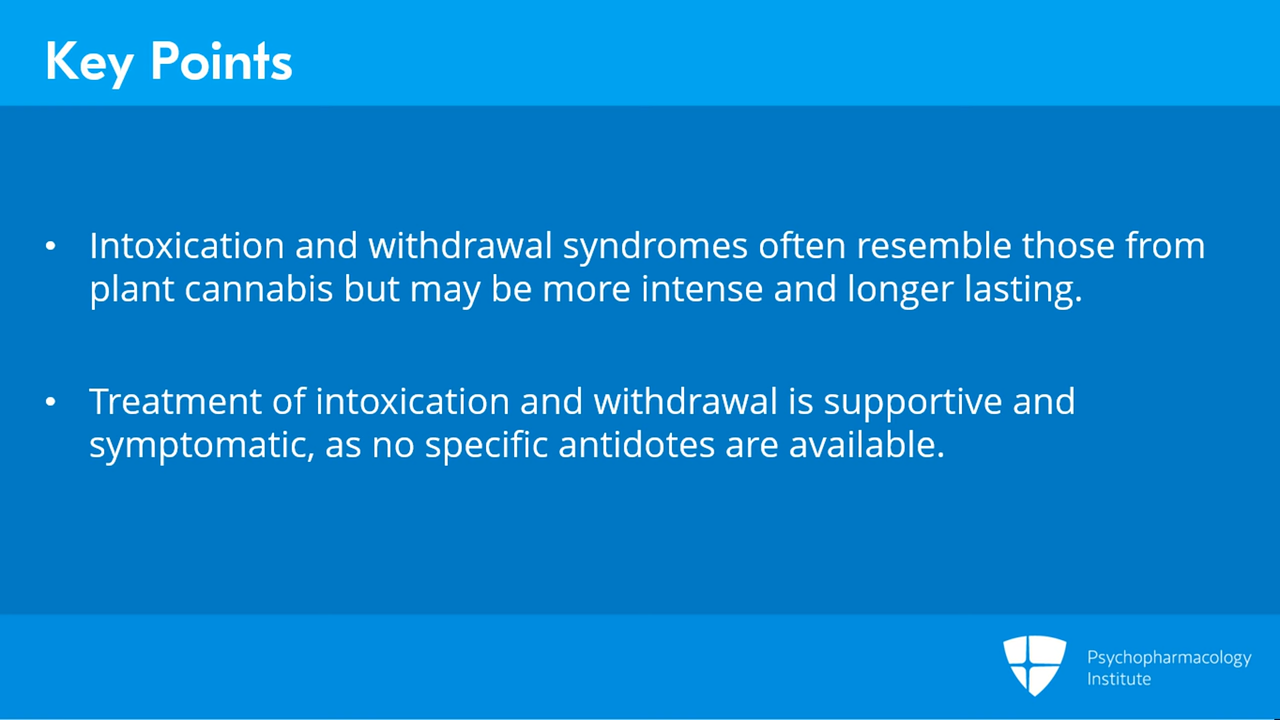 Key Points
• Intoxication and withdrawal syndromes often resemble those from
plant cannabis but may be more intense and longer lasting.
• Treatment of intoxication and withdrawal is supportive and
symptomatic, as no specific antidotes are available.
Psychopharmacology
Institute